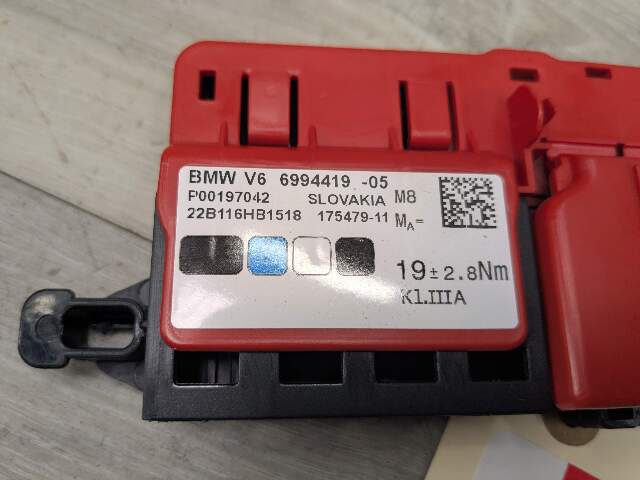 BMW V6 6994419 -05
P00197042 SLOVAKIA M8
22B116HB1518 175479-11 MA=
19±2.8Nm
Kl.IIIA